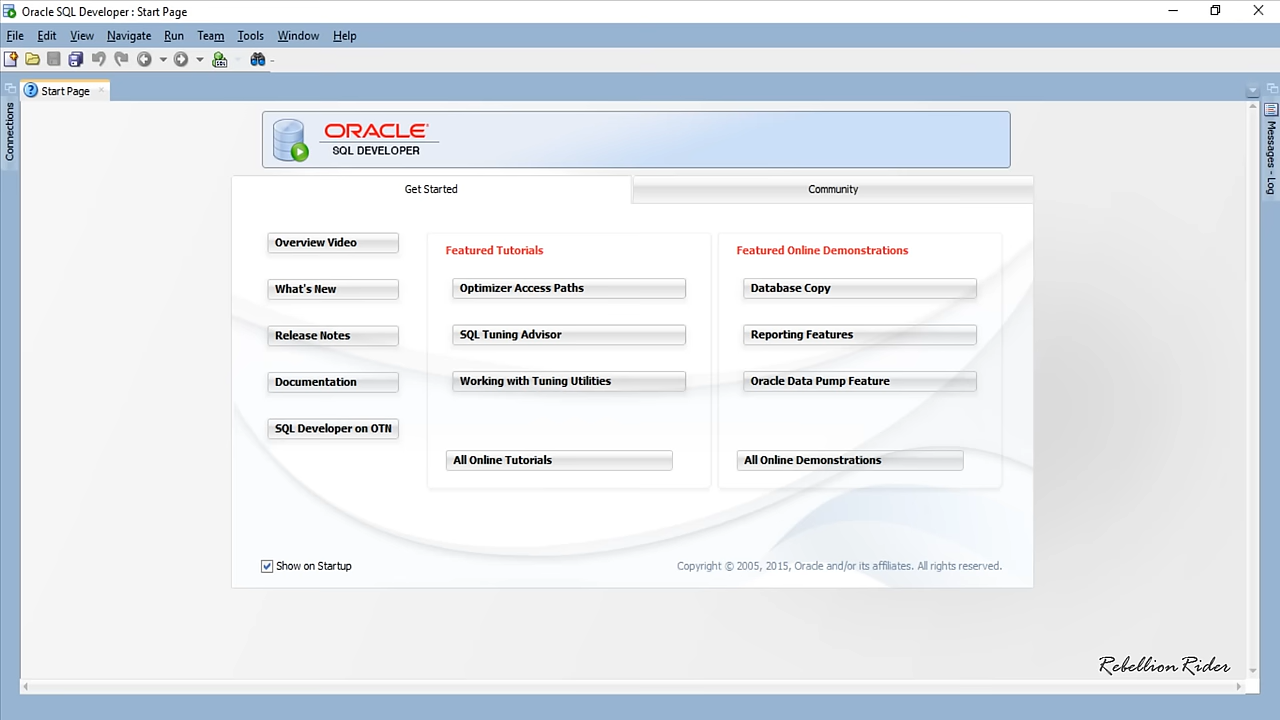 Oracle SQL Developer : Start Page
File Edit View Navigate Run Team Tools Window Help
Start Page
Connections
Messages - Log
ORACLE
SQL DEVELOPER
Get Started
Community
Overview Video
What's New
Release Notes
Documentation
SQL Developer on OTN
Featured Tutorials
Optimizer Access Paths
SQL Tuning Advisor
Working with Tuning Utilities
All Online Tutorials
Featured Online Demonstrations
Database Copy
Reporting Features
Oracle Data Pump Feature
All Online Demonstrations
Show on Startup
Copyright © 2005, 2015, Oracle and/or its affiliates. All rights reserved.
Rebellion Rider